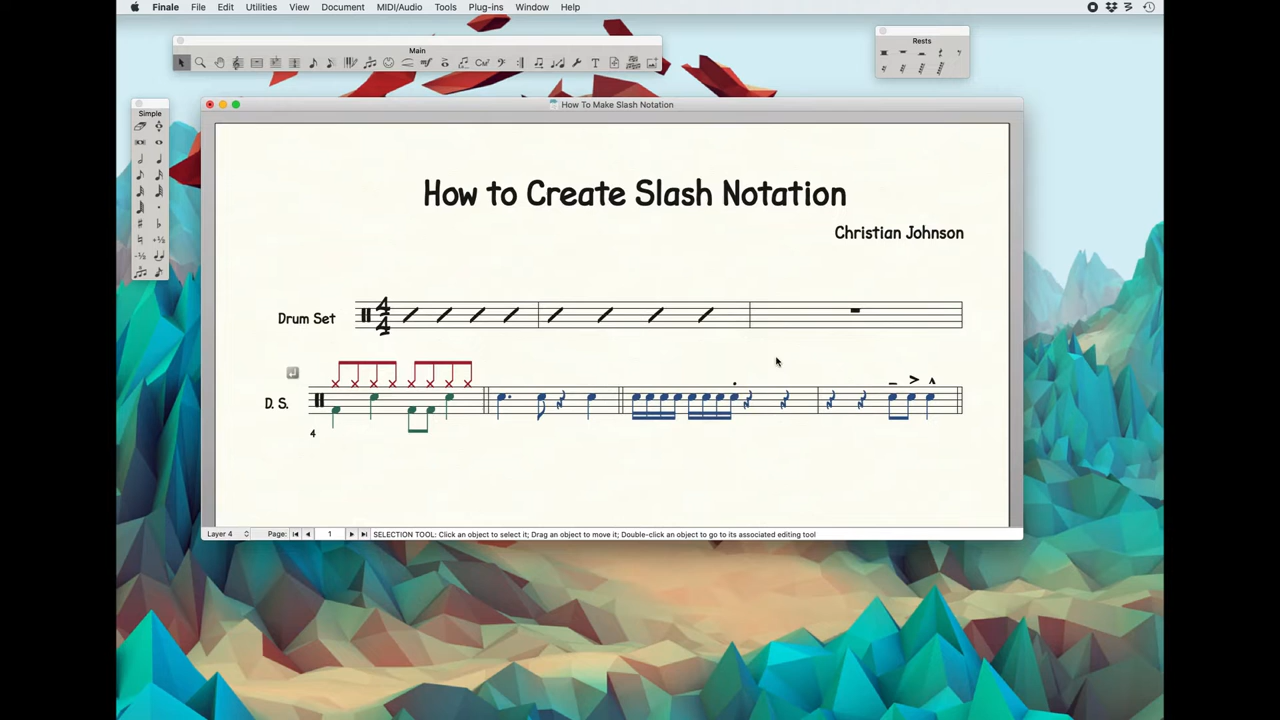 Finale File Edit Utilities View Document MIDI/Audio Tools Plug-ins Window Help
Main
Rests
Simple
How To Make Slash Notation
How to Create Slash Notation
Christian Johnson
Drum Set
4
4
D. S.
4
Layer 4 Page: 1 SELECTION TOOL: Click an object to select it; Drag an object to move it; Double-click an object to go to its associated editing tool